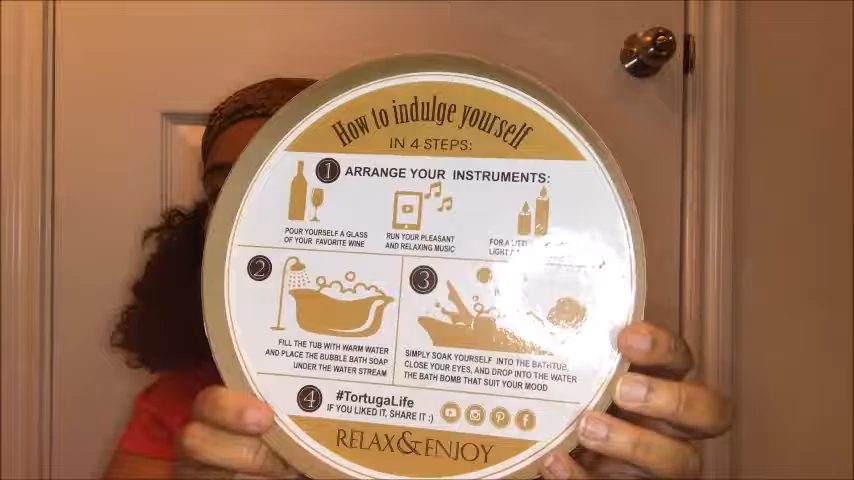 How to indulge yourself
IN 4 STEPS:
1 ARRANGE YOUR INSTRUMENTS:
POUR YOURSELF A GLASS
OF YOUR FAVORITE WINE
RUN YOUR PLEASANT
AND RELAXING MUSIC
FOR A
LIGHT
2
FILL THE TUB WITH WARM WATER
AND PLACE THE BUBBLE BATH SOAP
UNDER THE WATER STREAM
3
SIMPLY SOAK YOURSELF INTO THE BATHTUB,
CLOSE YOUR EYES, AND DROP INTO THE WATER
THE BATH BOMB THAT SUIT YOUR MOOD
4 #TortugaLife
IF YOU LIKED IT, SHARE IT :)
RELAX & ENJOY